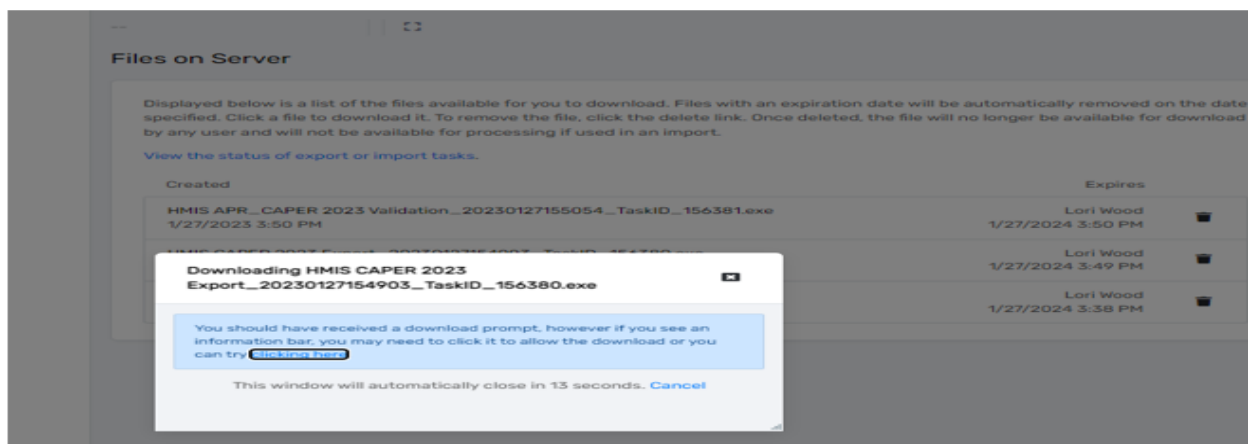 --
Files on Server
Displayed below is a list of the files available for you to download. Files with an expiration date will be automatically removed on the date
specified. Click a file to download it. To remove the file, click the delete link. Once deleted, the file will no longer be available for download
by any user and will not be available for processing if used in an import.
View the status of export or import tasks.
Created Expires
HMIS APR_CAPER 2023 Validation_20230127155054_TaskID_156381.exe Lori Wood
1/27/2023 3:50 PM 1/27/2024 3:50 PM
HMIS CAPER 2023 Export_20230127154903_TaskID_156380.exe Lori Wood
1/27/2024 3:49 PM
Lori Wood
1/27/2024 3:38 PM
Downloading HMIS CAPER 2023
Export_20230127154903_TaskID_156380.exe
You should have received a download prompt, however if you see an
information bar, you may need to click it to allow the download or you
can try clicking here
This window will automatically close in 13 seconds. Cancel